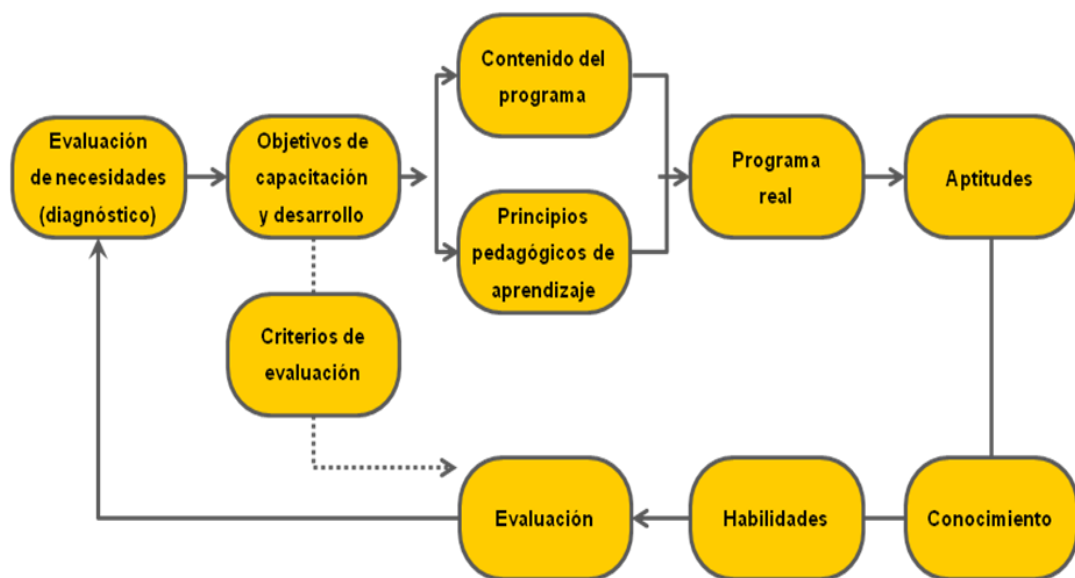 Evaluación
de necesidades
(diagnóstico)
Objetivos de
capacitación
y desarrollo
Contenido del
programa
Principios
pedagógicos de
aprendizaje
Programa
real
Aptitudes
Criterios de
evaluación
Evaluación
Habilidades
Conocimiento